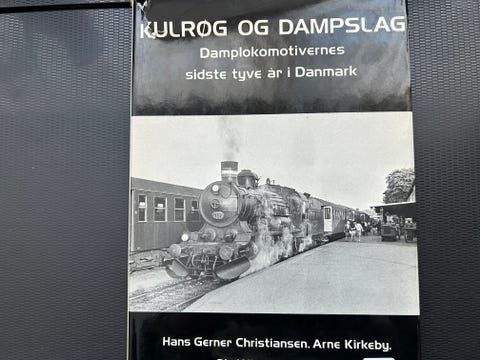 KULRØG OG DAMPSLAG
Damplokomotivernes
sidste tyve år i Danmark
Hans Gerner Christiansen. Arne Kirkeby.